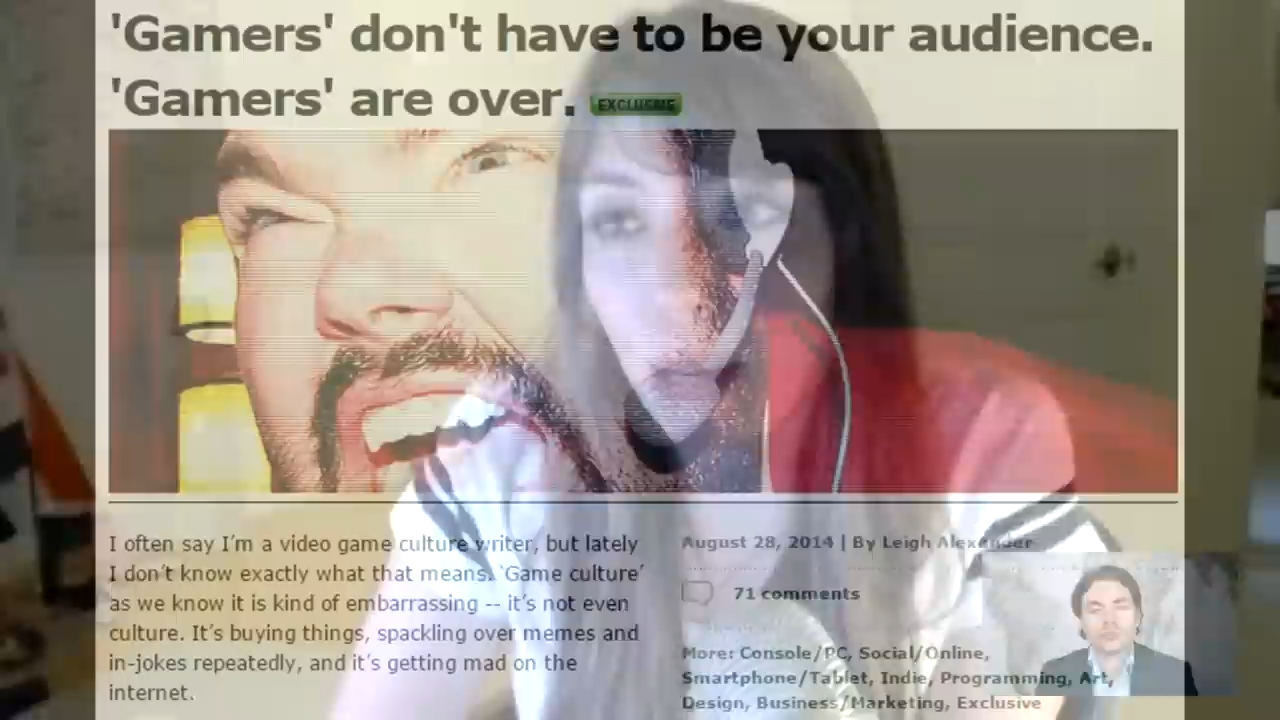 'Gamers' don't have to be your audience.
'Gamers' are over. EXCLUSIVE
I often say I’m a video game culture writer, but lately
I don’t know exactly what that means. ‘Game culture’
as we know it is kind of embarrassing -- it’s not even
culture. It’s buying things, spackling over memes and
in-jokes repeatedly, and it’s getting mad on the
internet.
August 28, 2014 | By Leigh Alexander
71 comments
More: Console/PC, Social/Online,
Smartphone/Tablet, Indie, Programming, Art,
Design, Business/Marketing, Exclusive